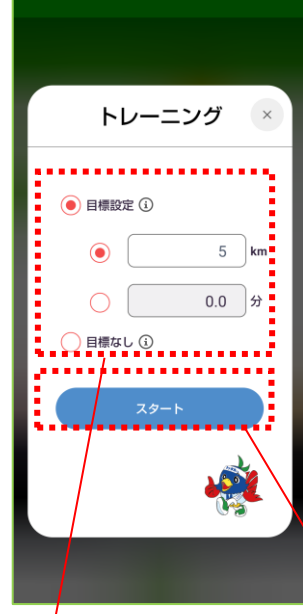 トレーニング ×
目標設定 ⓘ
5 km
0.0 分
目標なし ⓘ
スタート